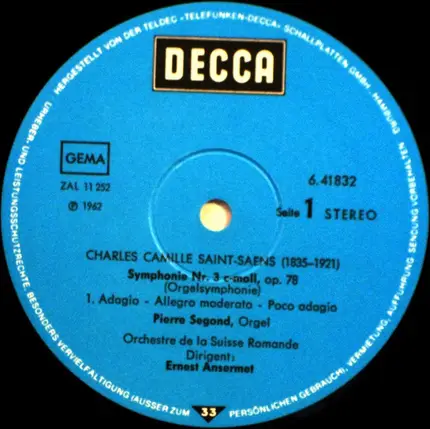 HERGESTELLT VON DER TELDEC »TELEFUNKEN-DECCA« SCHALLPLATTEN GMBH · HAMBURG
DECCA
GEMA
ZAL 11 252
℗ 1962
6.41832
Seite 1 STEREO
CHARLES CAMILLE SAINT-SAENS (1835–1921)
Symphonie Nr. 3 c-moll, op. 78
(Orgelsymphonie)
1. Adagio - Allegro moderato - Poco adagio
Pierre Segond, Orgel
Orchestre de la Suisse Romande
Dirigent:
Ernest Ansermet
33
URHEBER- UND LEISTUNGSSCHUTZRECHTE, BESONDERS VERVIELFÄLTIGUNG (AUSSER ZUM PERSÖNLICHEN GEBRAUCH), VERMIETUNG, AUFFÜHRUNG, SENDUNG VORBEHALTEN